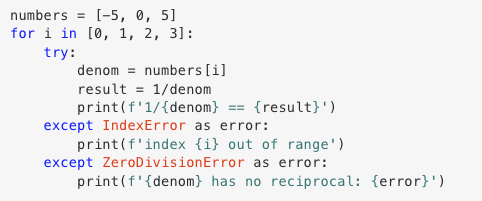 numbers = [-5, 0, 5]
for i in [0, 1, 2, 3]:
    try:
        denom = numbers[i]
        result = 1/denom
        print(f'1/{denom} == {result}')
    except IndexError as error:
        print(f'index {i} out of range')
    except ZeroDivisionError as error:
        print(f'{denom} has no reciprocal: {error}')